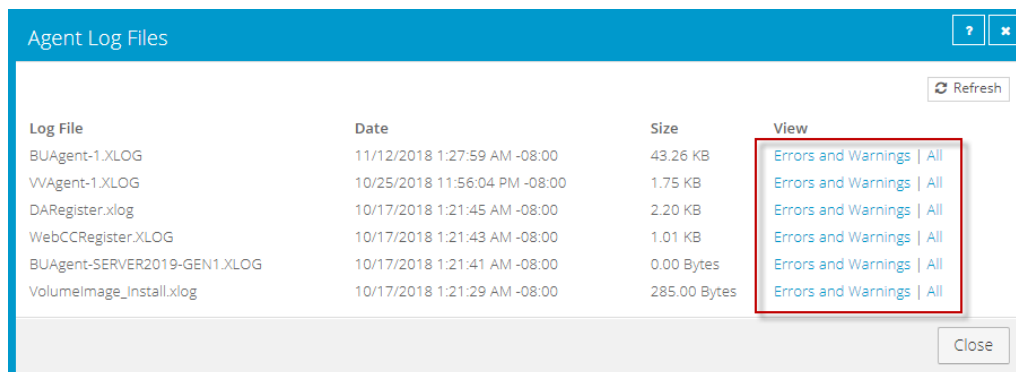 Agent Log Files
?
Refresh
Log File Date Size View
BUAgent-1.XLOG 11/12/2018 1:27:59 AM -08:00 43.26 KB Errors and Warnings | All
VVAgent-1.XLOG 10/25/2018 11:56:04 PM -08:00 1.75 KB Errors and Warnings | All
DARegister.xlog 10/17/2018 1:21:45 AM -08:00 2.20 KB Errors and Warnings | All
WebCCRegister.XLOG 10/17/2018 1:21:43 AM -08:00 1.01 KB Errors and Warnings | All
BUAgent-SERVER2019-GEN1.XLOG 10/17/2018 1:21:41 AM -08:00 0.00 Bytes Errors and Warnings | All
VolumeImage_Install.xlog 10/17/2018 1:21:29 AM -08:00 285.00 Bytes Errors and Warnings | All
Close